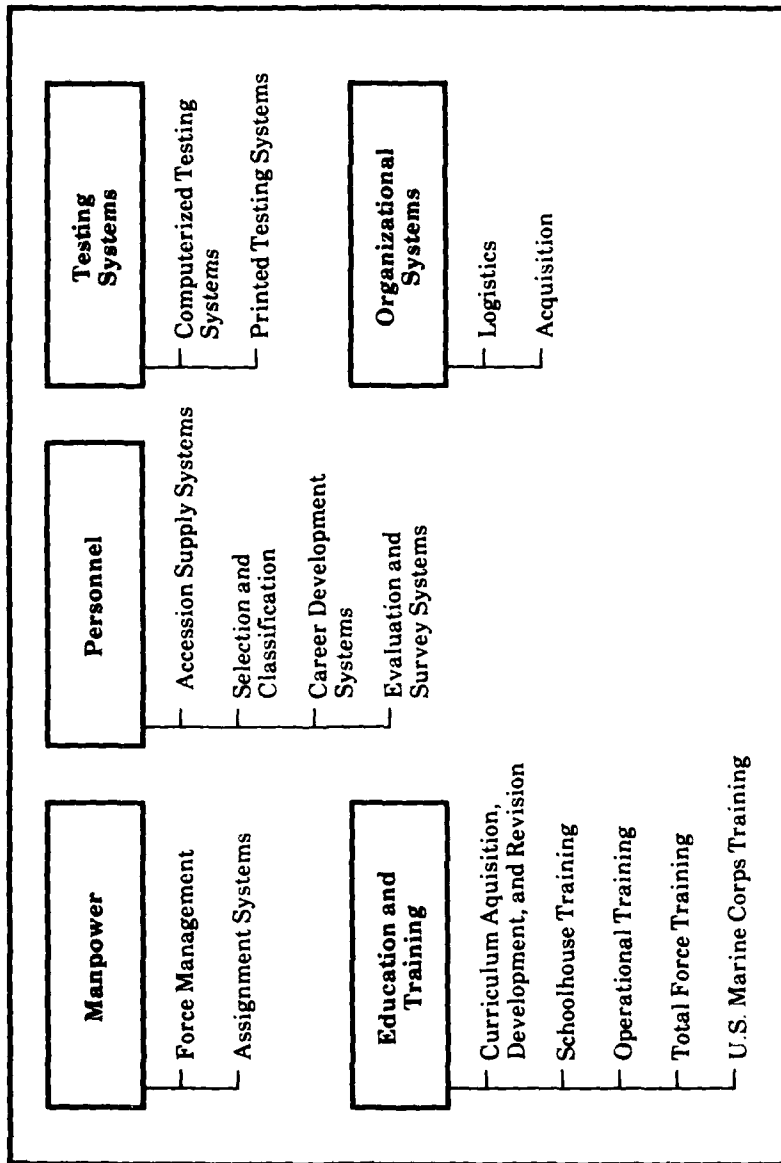 Manpower
Force Management
Assignment Systems
Personnel
Accession Supply Systems
Selection and
Classification
Career Development
Systems
Evaluation and
Survey Systems
Testing
Systems
Computerized Testing
Systems
Printed Testing Systems
Education and
Training
Curriculum Aquisition,
Development, and Revision
Schoolhouse Training
Operational Training
Total Force Training
U.S. Marine Corps Training
Organizational
Systems
Logistics
Acquisition